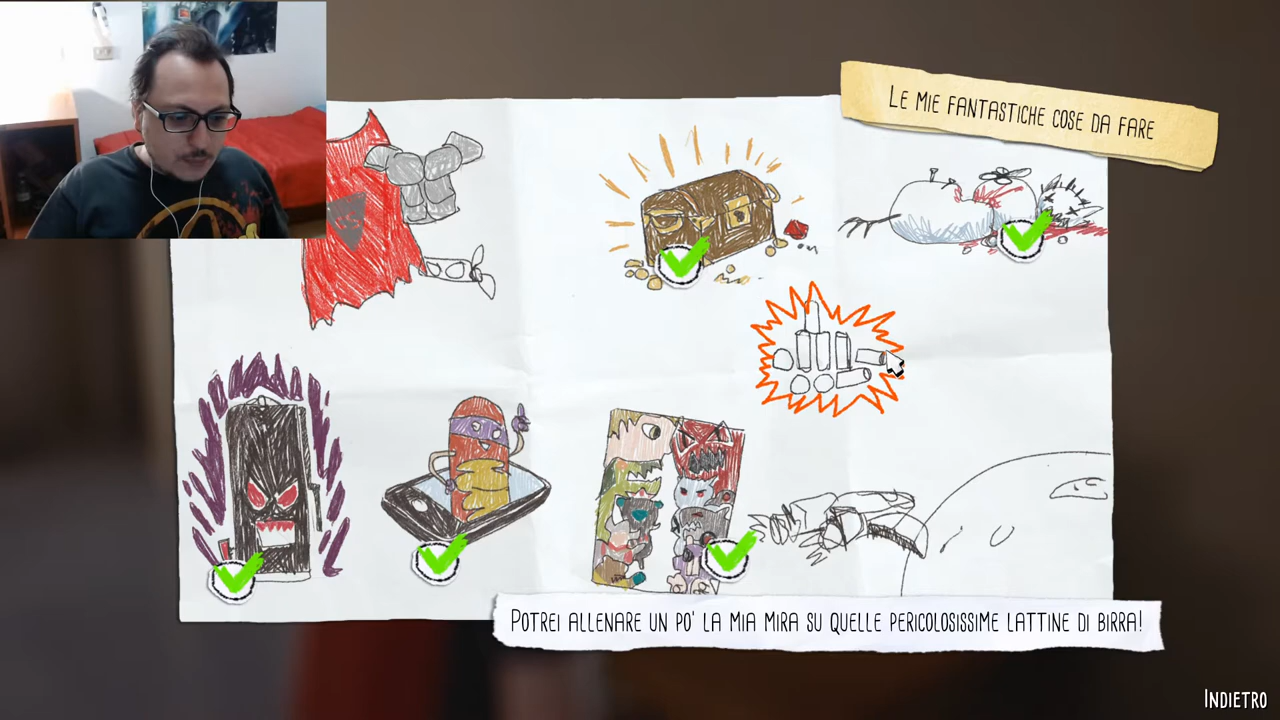 Le mie fantastiche cose da fare
Potrei allenare un po' la mia mira su quelle pericolosissime lattine di birra!
Indietro